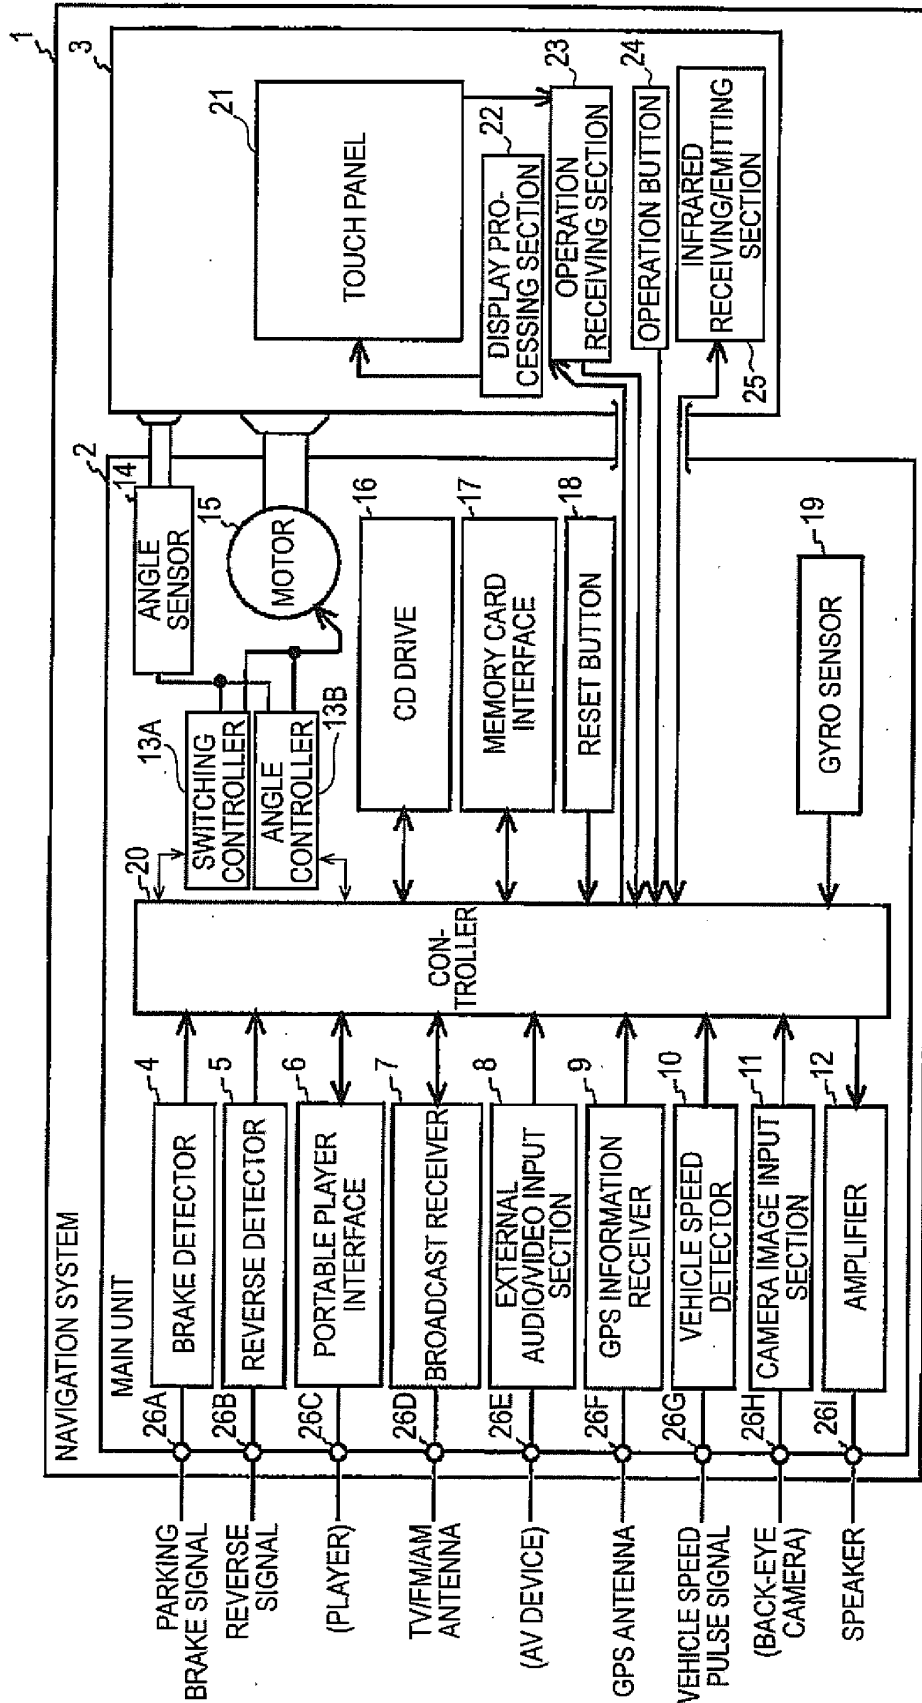 NAVIGATION SYSTEM
1
MAIN UNIT
2
3
PARKING
BRAKE SIGNAL
26A
BRAKE DETECTOR
4
REVERSE
SIGNAL
26B
REVERSE DETECTOR
5
(PLAYER)
26C
PORTABLE PLAYER
INTERFACE
6
TV/FM/AM
ANTENNA
26D
BROADCAST RECEIVER
7
(AV DEVICE)
26E
EXTERNAL
AUDIO/VIDEO INPUT
SECTION
8
GPS ANTENNA
26F
GPS INFORMATION
RECEIVER
9
VEHICLE SPEED
PULSE SIGNAL
26G
VEHICLE SPEED
DETECTOR
10
(BACK-EYE
CAMERA)
26H
CAMERA IMAGE INPUT
SECTION
11
SPEAKER
26I
AMPLIFIER
12
CON-
TROLLER
20
SWITCHING
CONTROLLER
13A
ANGLE
CONTROLLER
13B
ANGLE
SENSOR
14
MOTOR
15
CD DRIVE
16
MEMORY CARD
INTERFACE
17
RESET BUTTON
18
GYRO SENSOR
19
TOUCH PANEL
21
DISPLAY PRO-
CESSING SECTION
22
OPERATION
RECEIVING SECTION
23
OPERATION BUTTON
24
INFRARED
RECEIVING/EMITTING
SECTION
25